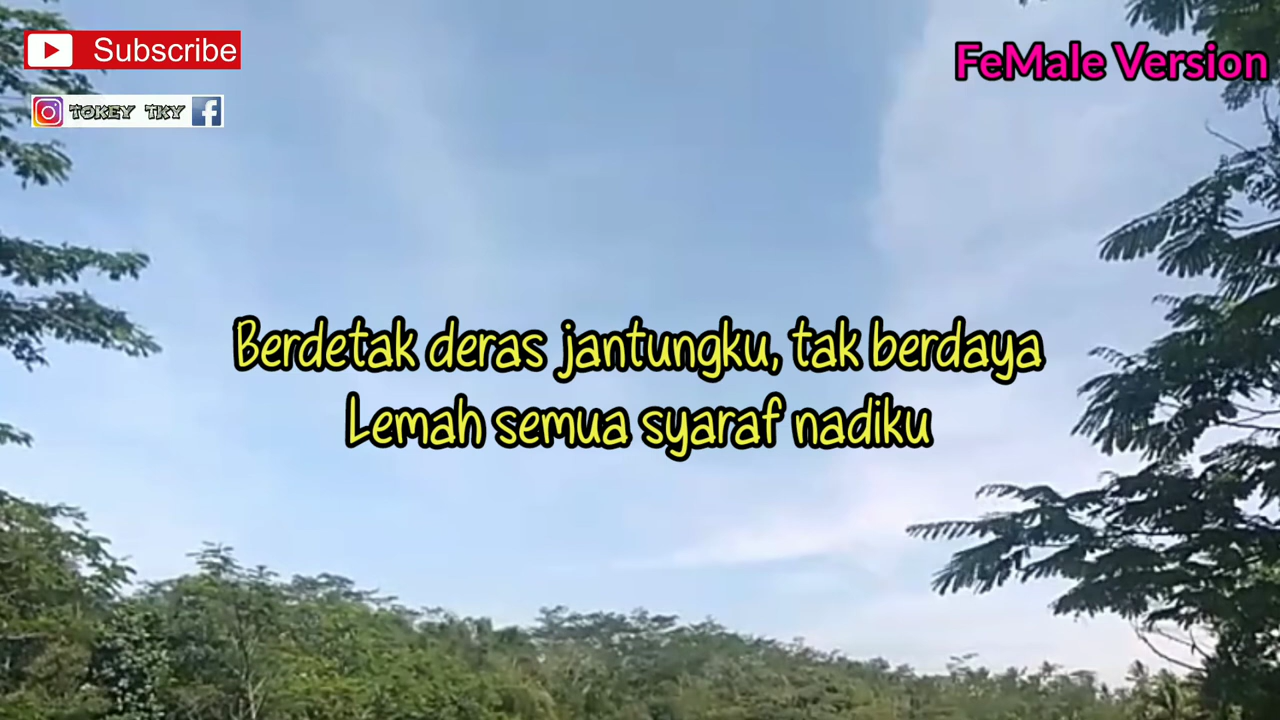 Subscribe
FeMale Version
TOKEY TKY
Berdetak deras jantungku, tak berdaya
Lemah semua syaraf nadiku